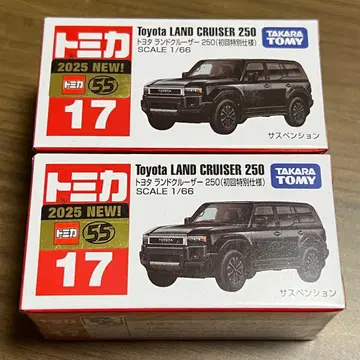 トミカ
2025 NEW!
トミカ 55
17
Toyota LAND CRUISER 250
トヨタ ランドクルーザー 250(初回特別仕様)
SCALE 1/66
TAKARA TOMY
サスペンション
トミカ
2025 NEW!
トミカ 55
17
Toyota LAND CRUISER 250
トヨタ ランドクルーザー 250(初回特別仕様)
SCALE 1/66
TAKARA TOMY
TOYOTA
サスペンション